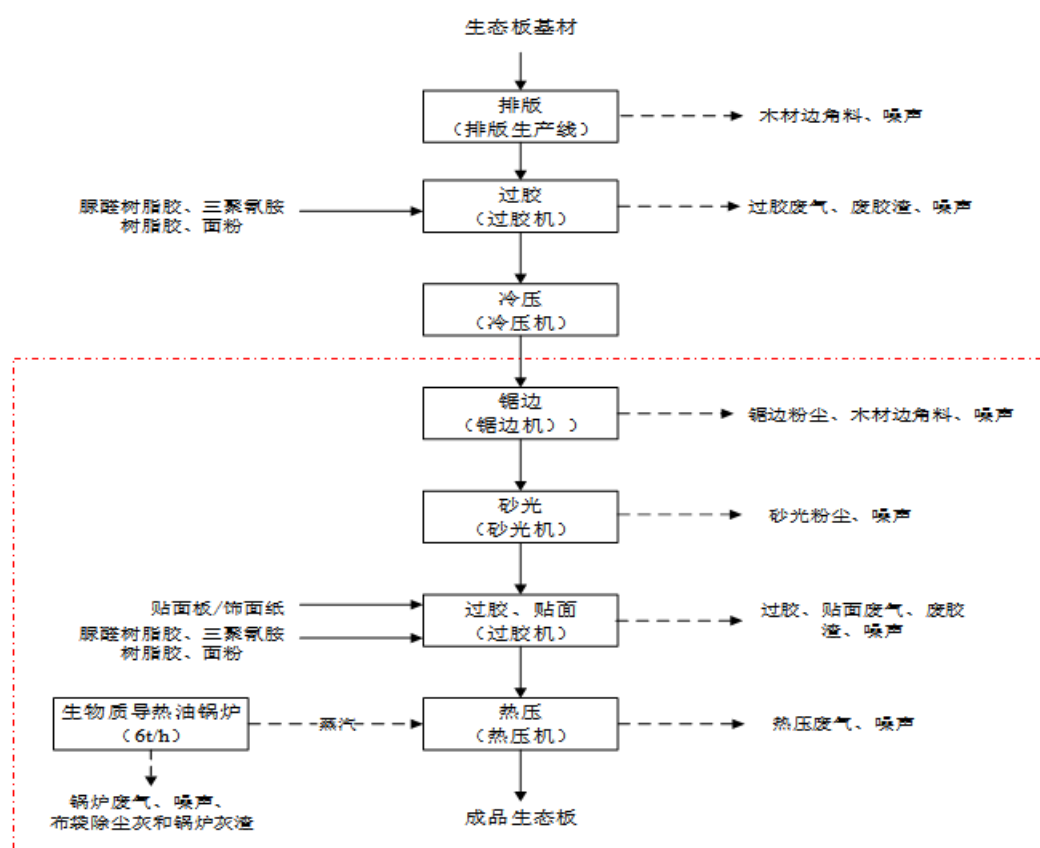 生态板基材
排版
（排版生产线）
木材边角料、噪声
脲醛树脂胶、三聚氰胺
树脂胶、面粉
过胶
（过胶机）
过胶废气、废胶渣、噪声
冷压
（冷压机）
锯边
（锯边机））
锯边粉尘、木材边角料、噪声
砂光
（砂光机）
砂光粉尘、噪声
贴面板/饰面纸
脲醛树脂胶、三聚氰胺
树脂胶、面粉
过胶、贴面
（过胶机）
过胶、贴面废气、废胶
渣、噪声
生物质导热油锅炉
（6t/h）
蒸汽
热压
（热压机）
热压废气、噪声
锅炉废气、噪声、
布袋除尘灰和锅炉灰渣
成品生态板